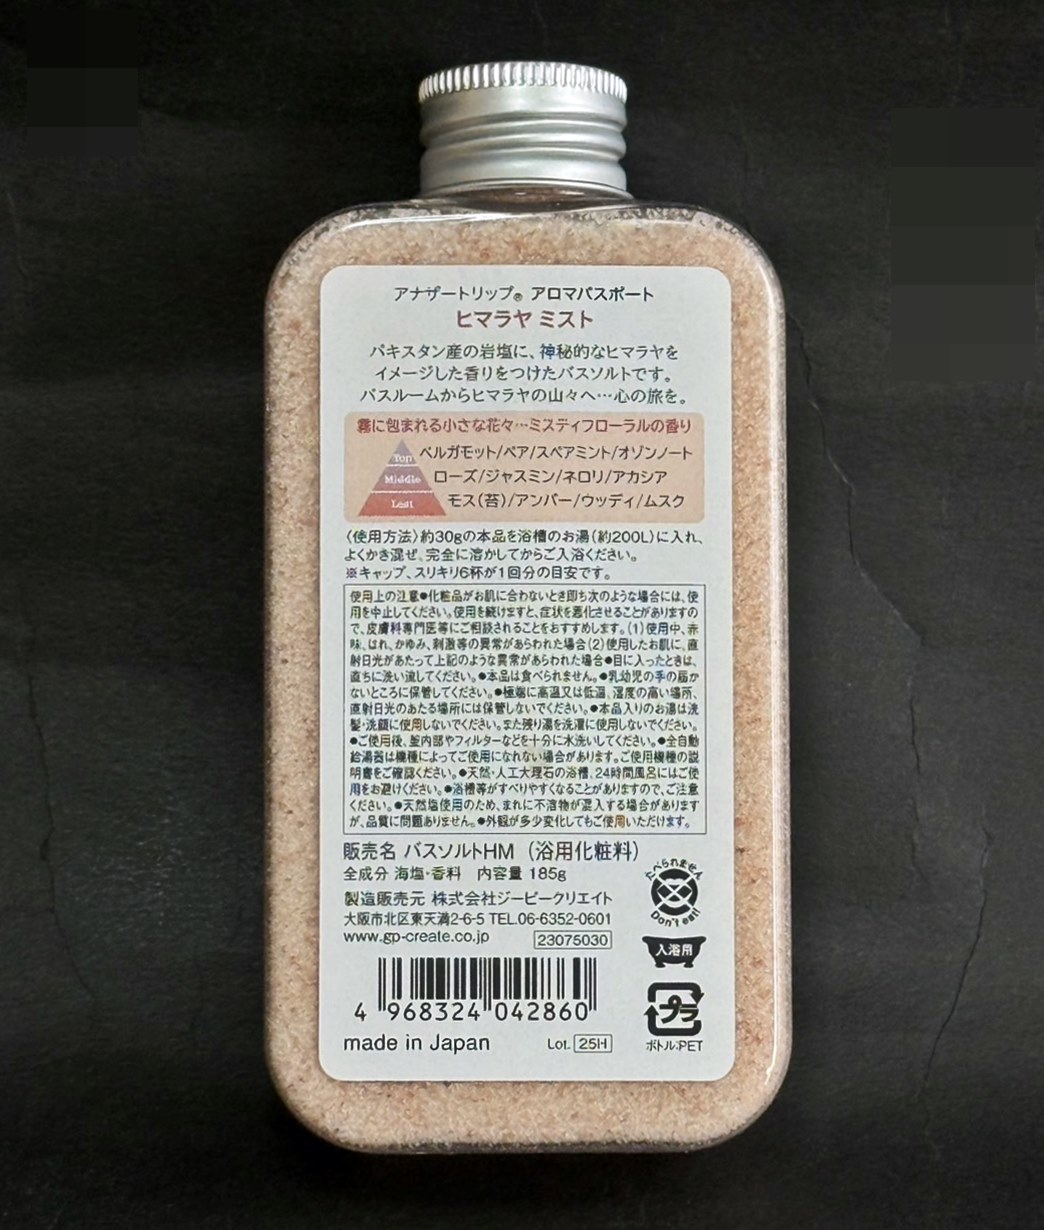 アナザートリップ® アロマパスポート
ヒマラヤ ミスト
パキスタン産の岩塩に、神秘的なヒマラヤを
イメージした香りをつけたバスソルトです。
バスルームからヒマラヤの山々へ…心の旅を。
霧に包まれる小さな花々…ミスティフローラルの香り
Top ベルガモット/ペア/スペアミント/オゾンノート
Middle ローズ/ジャスミン/ネロリ/アカシア
Last モス(苔)/アンバー/ウッディ/ムスク
〈使用方法〉約30gの本品を浴槽のお湯(約200L)に入れ、
よくかき混ぜ、完全に溶かしてからご入浴ください。
※キャップ、スリキリ6杯が1回分の目安です。
使用上の注意●化粧品がお肌に合わないとき即ち次のような場合には、使
用を中止してください。使用を続けますと、症状を悪化させることがありますの
で、皮膚科専門医等にご相談されることをおすすめします。(1)使用中、赤
味、はれ、かゆみ、刺激等の異常があらわれた場合(2)使用したお肌に、直
射日光があたって上記のような異常があらわれた場合●目に入ったときは、
直ちに洗い流してください。●本品は食べられません。●乳幼児の手の届か
ないところに保管してください。●極端に高温又は低温、湿度の高い場所、
直射日光のあたる場所には保管しないでください。●本品入りのお湯は洗
髪・洗顔に使用しないでください。また残り湯を洗濯に使用しないでください。
●ご使用後、釜内部やフィルターなどを十分に水洗いしてください。●全自動
給湯器は機種によってご使用になれない場合があります。ご使用機種の説
明書をご確認ください。●天然・人工大理石の浴槽、24時間風呂にはご使
用をお避けください。●浴槽等がすべりやすくなることがありますので、ご注意
ください。●天然塩使用のため、まれに不溶物が混入する場合があります
が、品質に問題ありません。●外観が多少変化してもご使用いただけます。
販売名 バスソルトHM (浴用化粧料)
全成分 海塩・香料 内容量 185g
製造販売元 株式会社ジーピークリエイト
大阪市北区東天満2-6-5 TEL.06-6352-0601
www.gp-create.co.jp 23075030
たべられません
Don't eat!
入浴用
4 968324 042860
プラ
made in Japan
Lot. 25H
ボトル:PET